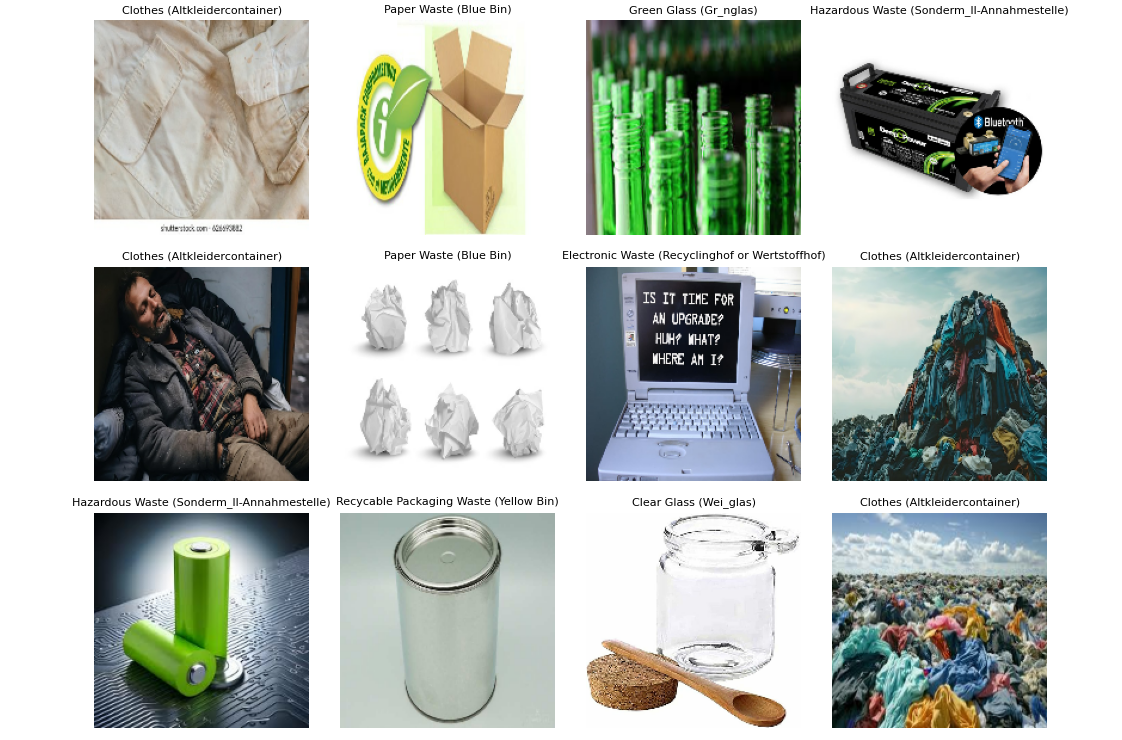 Clothes (Altkleidercontainer)
Paper Waste (Blue Bin)
Green Glass (Gr_nglas)
Hazardous Waste (Sonderm_ll-Annahmestelle)
Bluetooth
shutterstock.com · 626693882
Clothes (Altkleidercontainer)
Paper Waste (Blue Bin)
Electronic Waste (Recyclinghof or Wertstoffhof)
Clothes (Altkleidercontainer)
IS IT TIME FOR
AN UPGRADE?
HUH? WHAT?
WHERE AM I?
Hazardous Waste (Sonderm_ll-Annahmestelle)
Recycable Packaging Waste (Yellow Bin)
Clear Glass (Wei_glas)
Clothes (Altkleidercontainer)